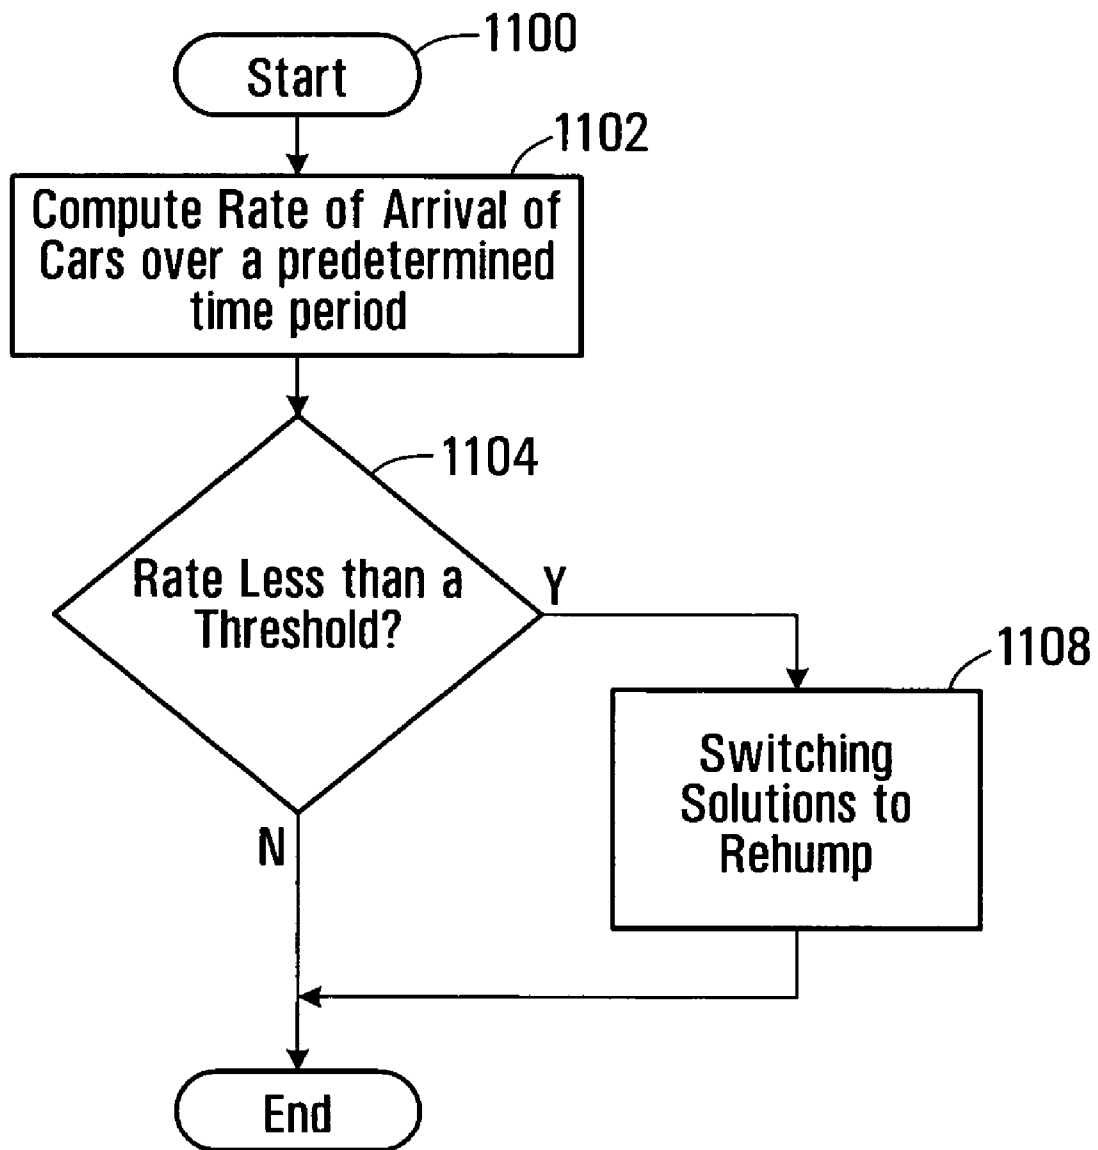 1100
Start
1102
Compute Rate of Arrival of
Cars over a predetermined
time period
1104
Rate Less than a
Threshold?
Y
1108
Switching
Solutions to
Rehump
N
End